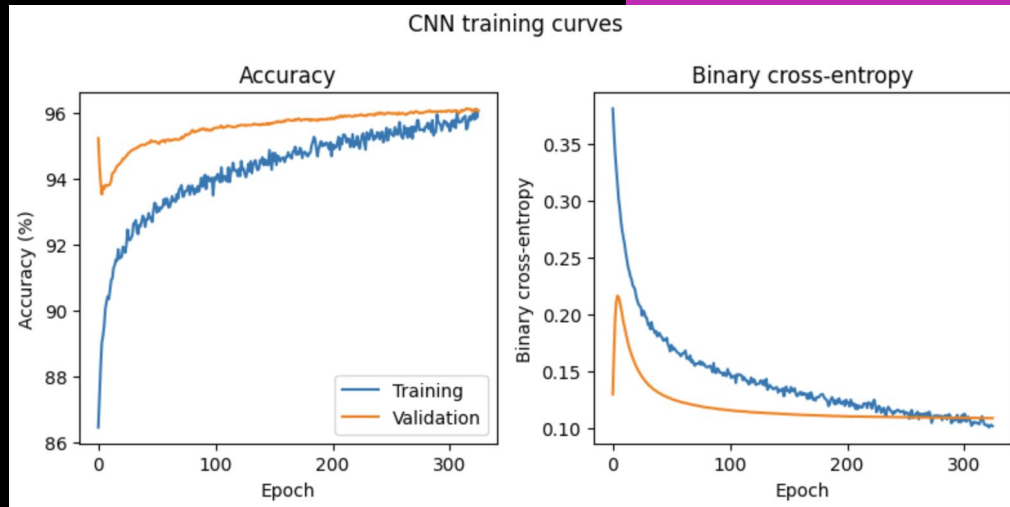 CNN training curves
Accuracy
Accuracy (%)
96
94
92
90
88
86
0
100
200
300
Epoch
Training
Validation
Binary cross-entropy
Binary cross-entropy
0.35
0.30
0.25
0.20
0.15
0.10
0
100
200
300
Epoch